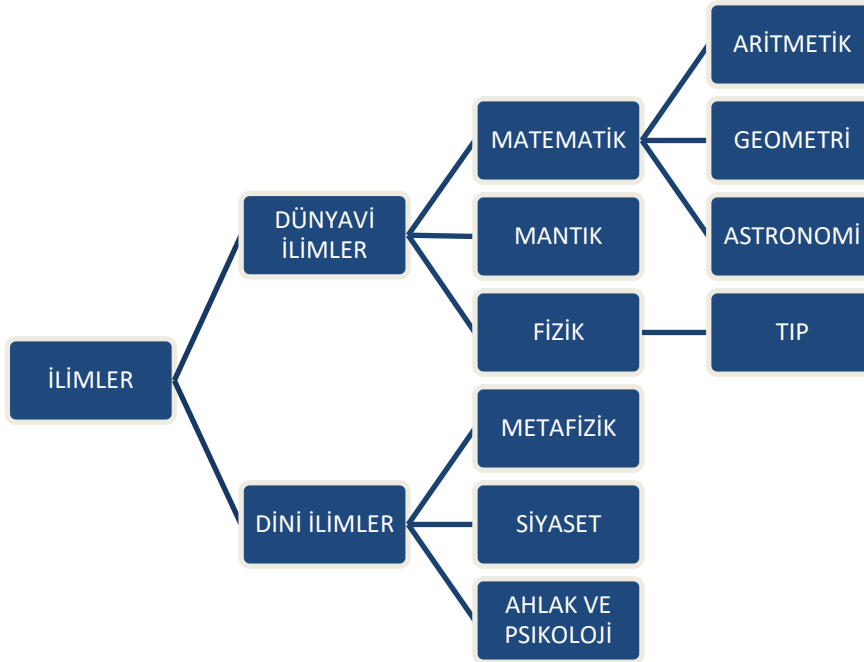 ARİTMETİK
MATEMATİK
GEOMETRİ
DÜNYAVİ
İLİMLER
MANTIK
ASTRONOMİ
FİZİK
TIP
İLİMLER
METAFİZİK
DİNİ İLİMLER
SİYASET
AHLAK VE
PSIKOLOJİ